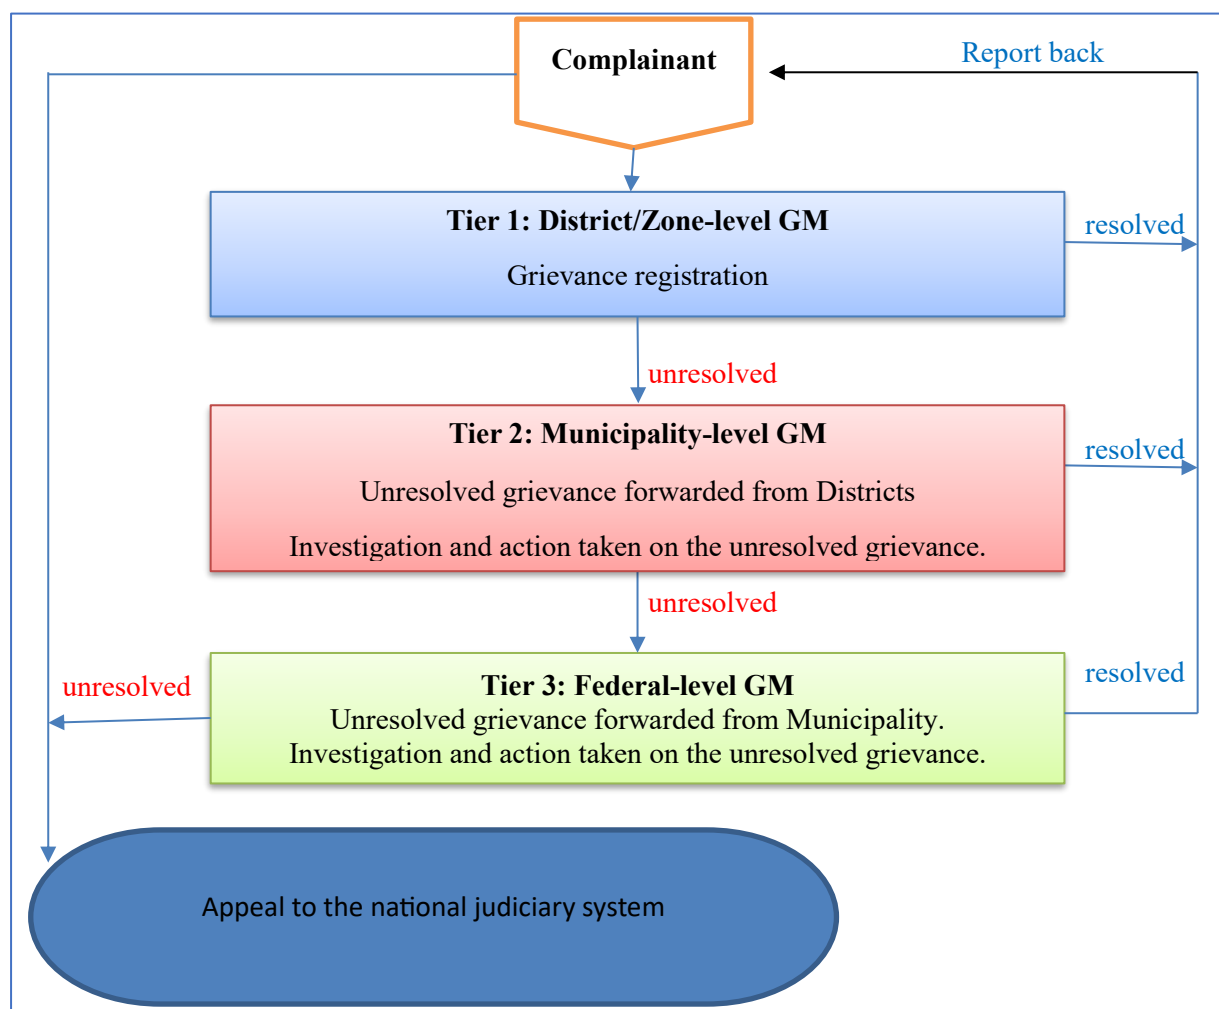 Complainant
Report back
Tier 1: District/Zone-level GM
resolved
Grievance registration
unresolved
Tier 2: Municipality-level GM
resolved
Unresolved grievance forwarded from Districts
Investigation and action taken on the unresolved grievance.
unresolved
unresolved
Tier 3: Federal-level GM
resolved
Unresolved grievance forwarded from Municipality.
Investigation and action taken on the unresolved grievance.
Appeal to the national judiciary system